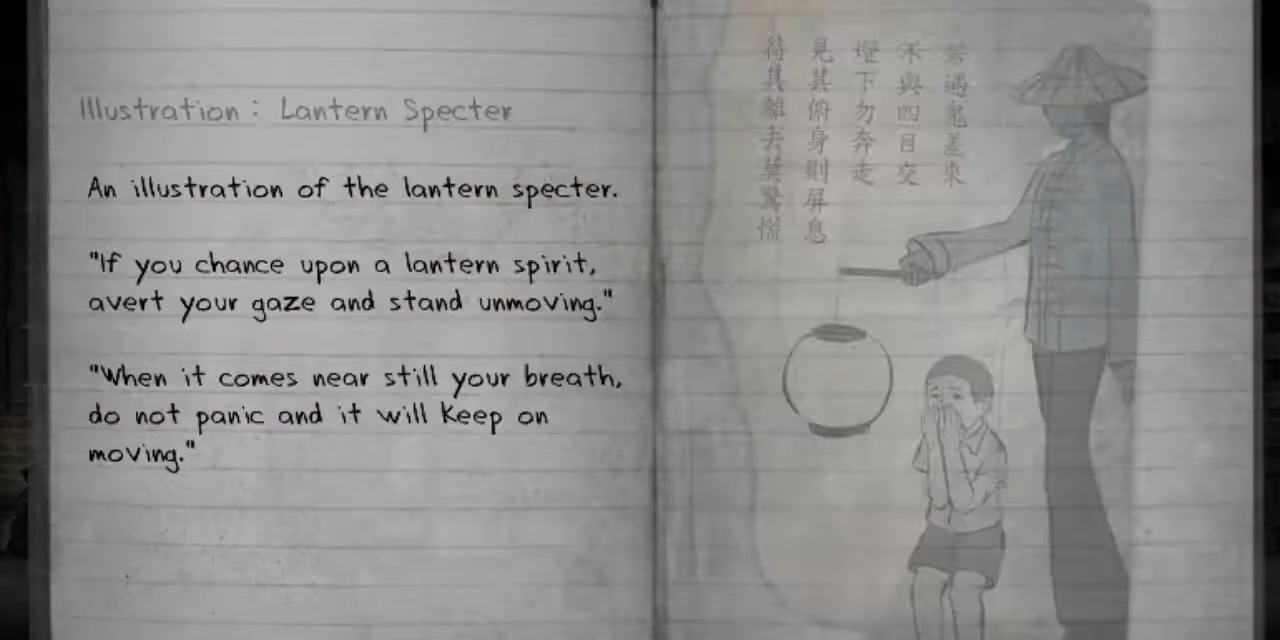 Illustration : Lantern Specter
An illustration of the lantern specter.
"If you chance upon a lantern spirit,
avert your gaze and stand unmoving."
"When it comes near still your breath,
do not panic and it will keep on
moving."
若遇鬼差來
不與四目交
燈下勿奔走
見其俯身則屏息
待其離去莫驚慌